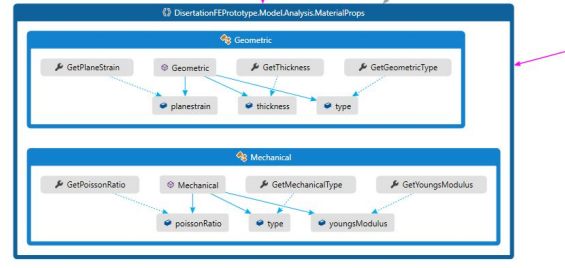 DisertationFEPrototype.Model.Analysis.MaterialProps
Geometric
GetPlaneStrain Geometric GetThickness GetGeometricType
planestrain thickness type
Mechanical
GetPoissonRatio Mechanical GetMechanicalType GetYoungsModulus
poissonRatio type youngsModulus